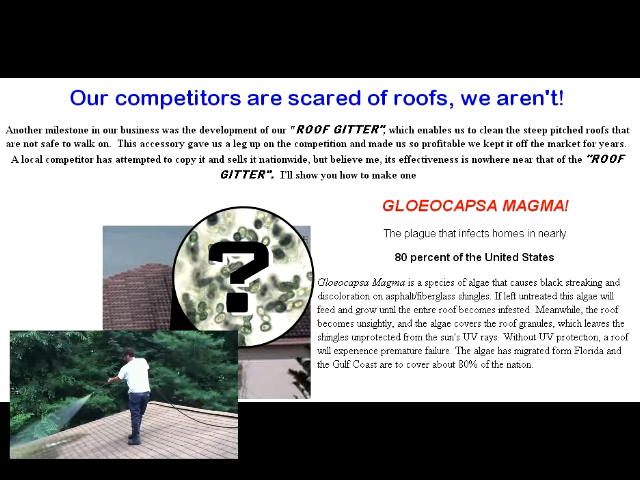 Our competitors are scared of roofs, we aren't!
Another milestone in our business was the development of our "ROOF GITTER", which enables us to clean the steep pitched roofs that
are not safe to walk on. This accessory gave us a leg up on the competition and made us so profitable we kept it off the market for years.
A local competitor has attempted to copy it and sells it nationwide, but believe me, its effectiveness is nowhere near that of the "ROOF
GITTER". I'll show you how to make one
GLOEOCAPSA MAGMA!
The plague that infects homes in nearly
80 percent of the United States
Gloeocapsa Magma is a species of algae that causes black streaking and
discoloration on asphalt/fiberglass shingles. If left untreated this algae will
feed and grow until the entire roof becomes infested. Meanwhile, the roof
becomes unsightly, and the algae covers the roof granules, which leaves the
shingles unprotected from the sun's UV rays. Without UV protection, a roof
will experience premature failure. The algae has migrated form Florida and
the Gulf Coast are to cover about 80% of the nation.
?